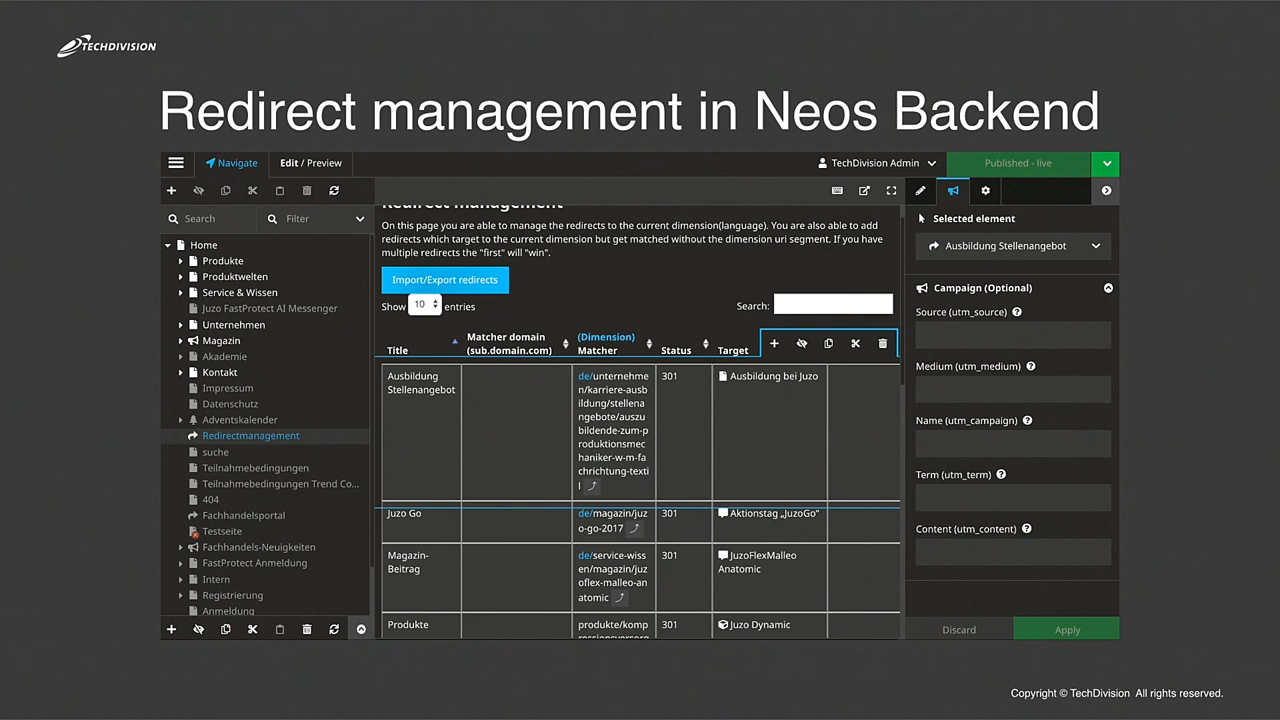 TECHDIVISION
Redirect management in Neos Backend
Navigate
Edit / Preview
TechDivision Admin
Published - live
Search
Filter
Home
Produkte
Produktwelten
Service & Wissen
Juzo FastProtect AI Messenger
Unternehmen
Magazin
Akademie
Kontakt
Impressum
Datenschutz
Adventskalender
Redirectmanagement
suche
Teilnahmebedingungen
Teilnahmebedingungen Trend Co...
404
Fachhandelsportal
Testseite
Fachhandels-Neuigkeiten
FastProtect Anmeldung
Intern
Registrierung
Anmeldung
Redirect management
On this page you are able to manage the redirects to the current dimension(language). You are also able to add
redirects which target to the current dimension but get matched without the dimension uri segment. If you have
multiple redirects the "first" will "win".
Import/Export redirects
Show 10 entries
Search:
Title
Matcher domain
(sub.domain.com)
(Dimension)
Matcher
Status
Target
Ausbildung
Stellenangebot
de/unternehme
n/karriere-ausb
ildung/stellena
ngebote/auszu
bildende-zum-p
roduktionsmec
haniker-w-m-fa
chrichtung-texti
l
301
Ausbildung bei Juzo
Juzo Go
de/magazin/juz
o-go-2017
301
Aktionstag „JuzoGo“
Magazin-
Beitrag
de/service-wiss
en/magazin/juz
oflex-malleo-an
atomic
301
JuzoFlexMalleo
Anatomic
Produkte
produkte/komp
ressionsversorg
301
Juzo Dynamic
Selected element
Ausbildung Stellenangebot
Campaign (Optional)
Source (utm_source)
Medium (utm_medium)
Name (utm_campaign)
Term (utm_term)
Content (utm_content)
Discard
Apply
Copyright © TechDivision All rights reserved.